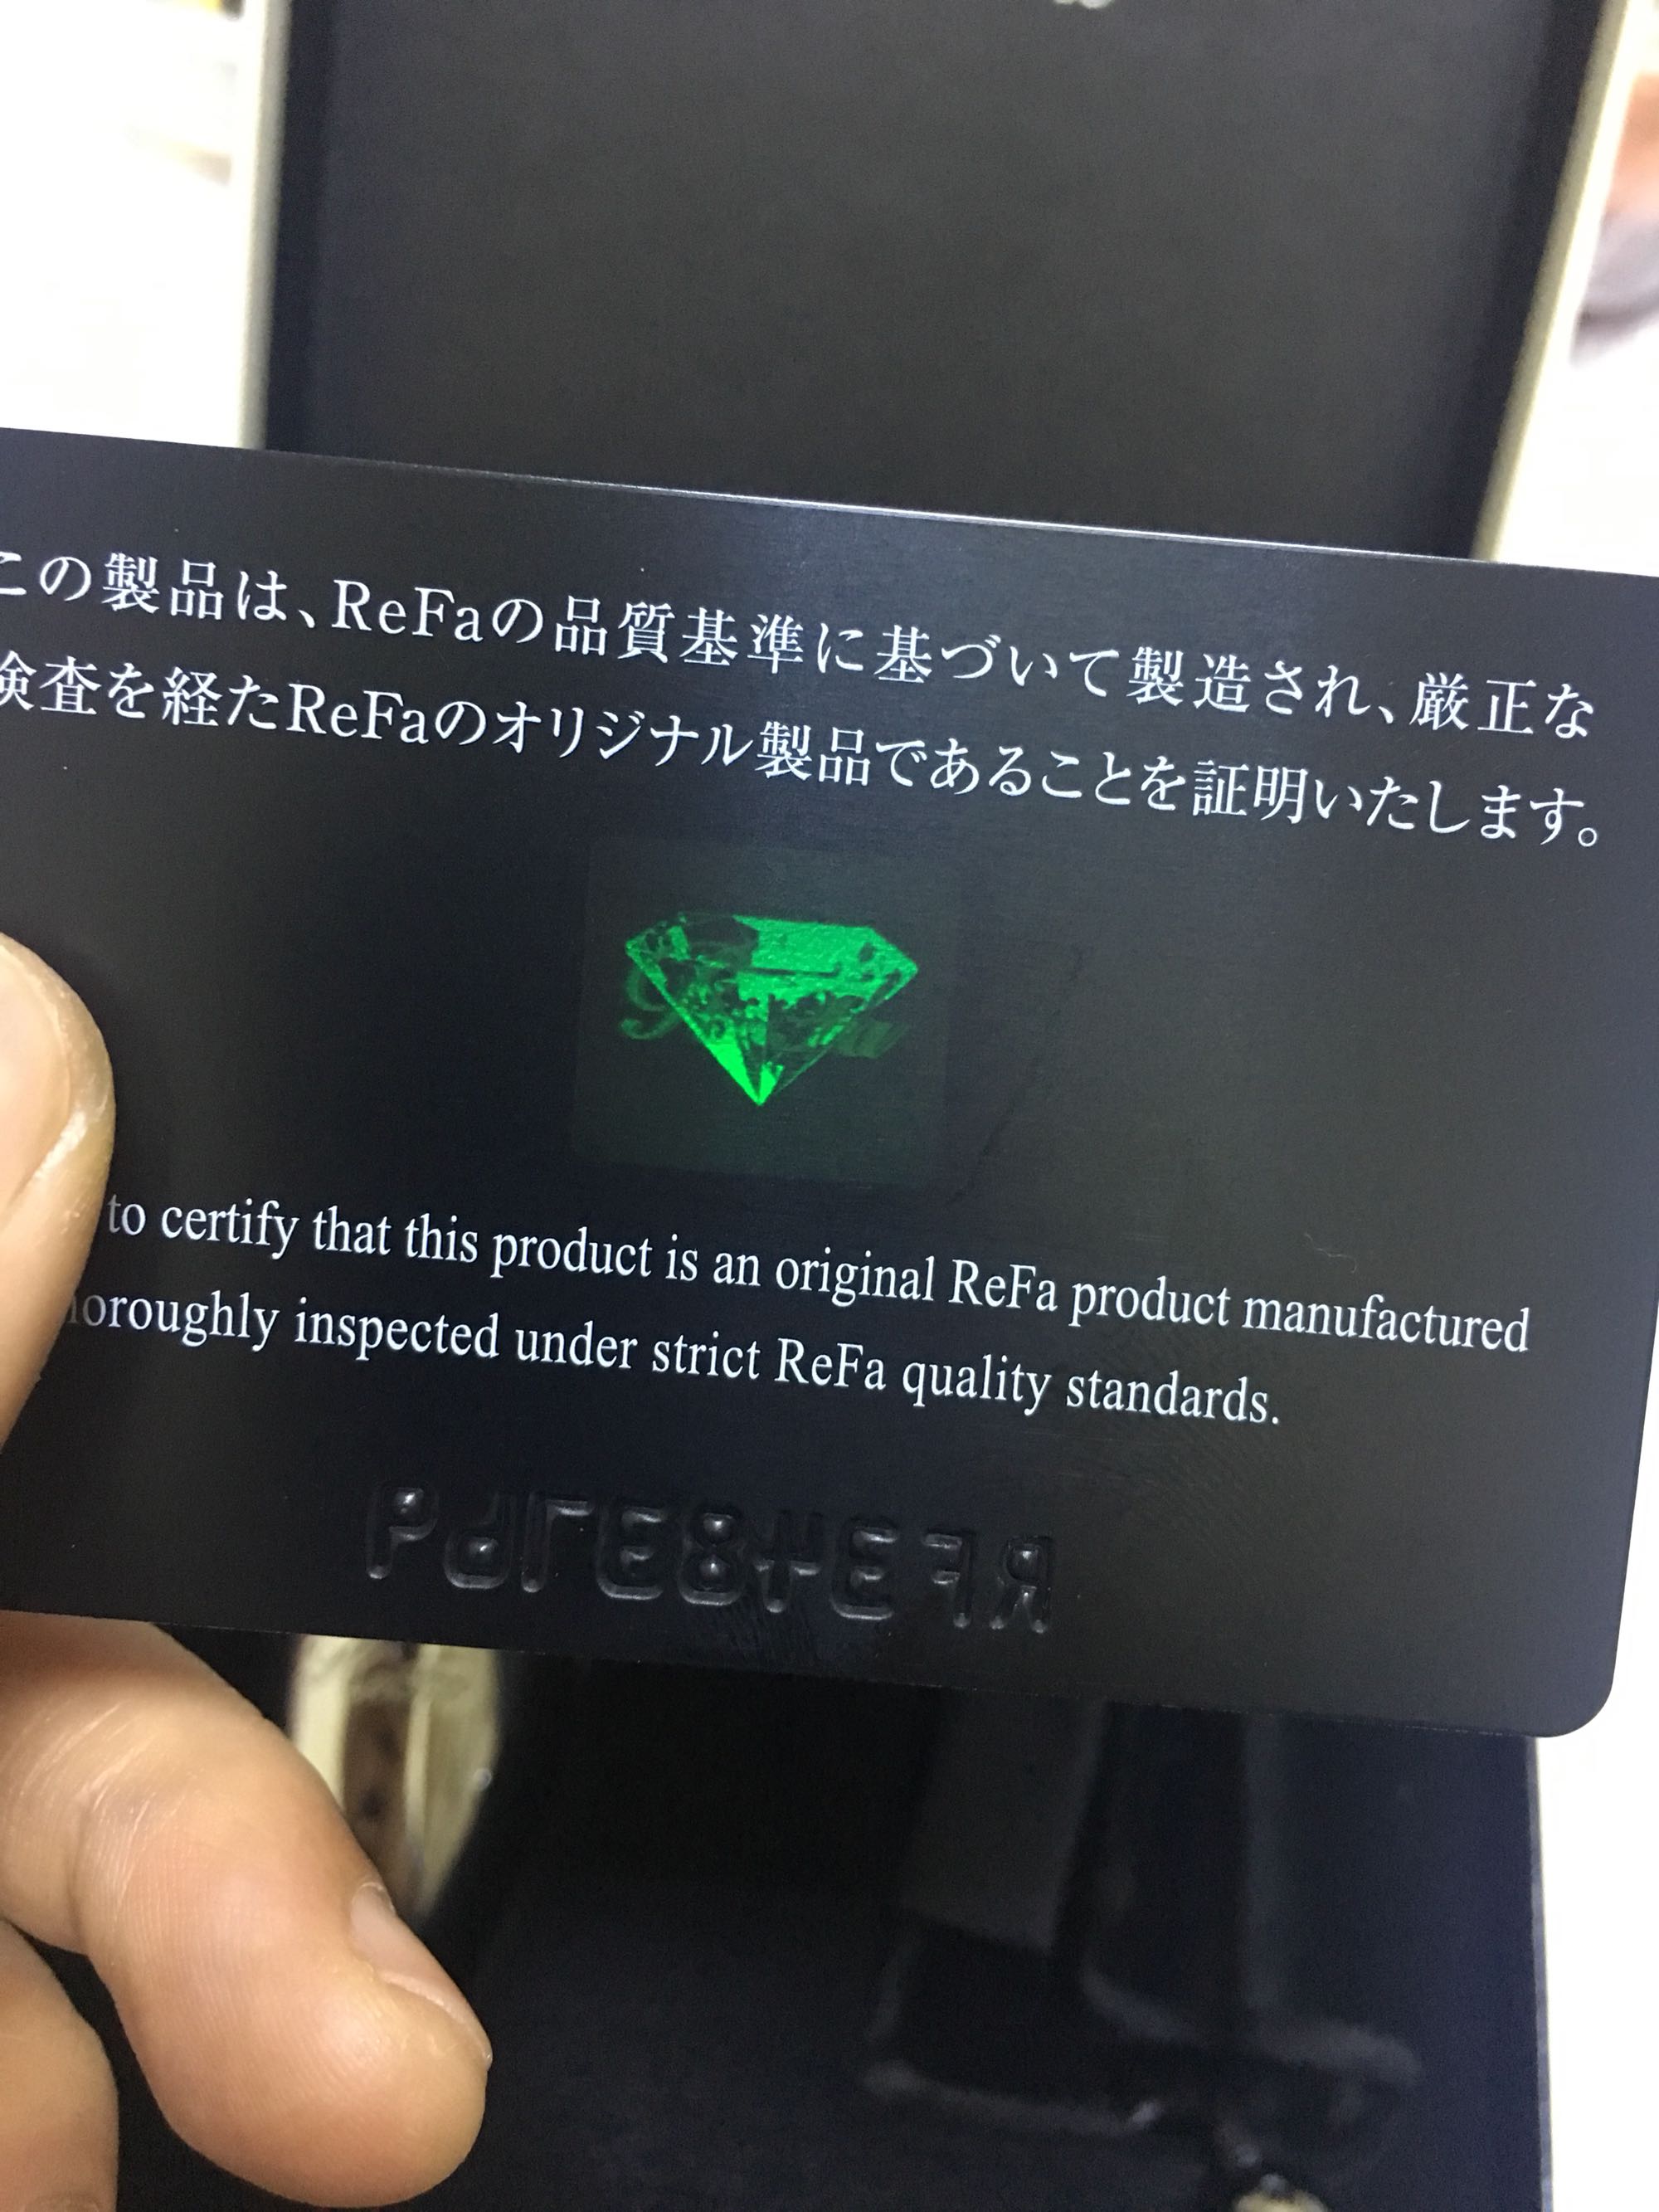 この製品は、ReFaの品質基準に基づいて製造され、厳正な
検査を経たReFaのオリジナル製品であることを証明いたします。
to certify that this product is an original ReFa product manufactured
inspected under strict ReFa quality standards.